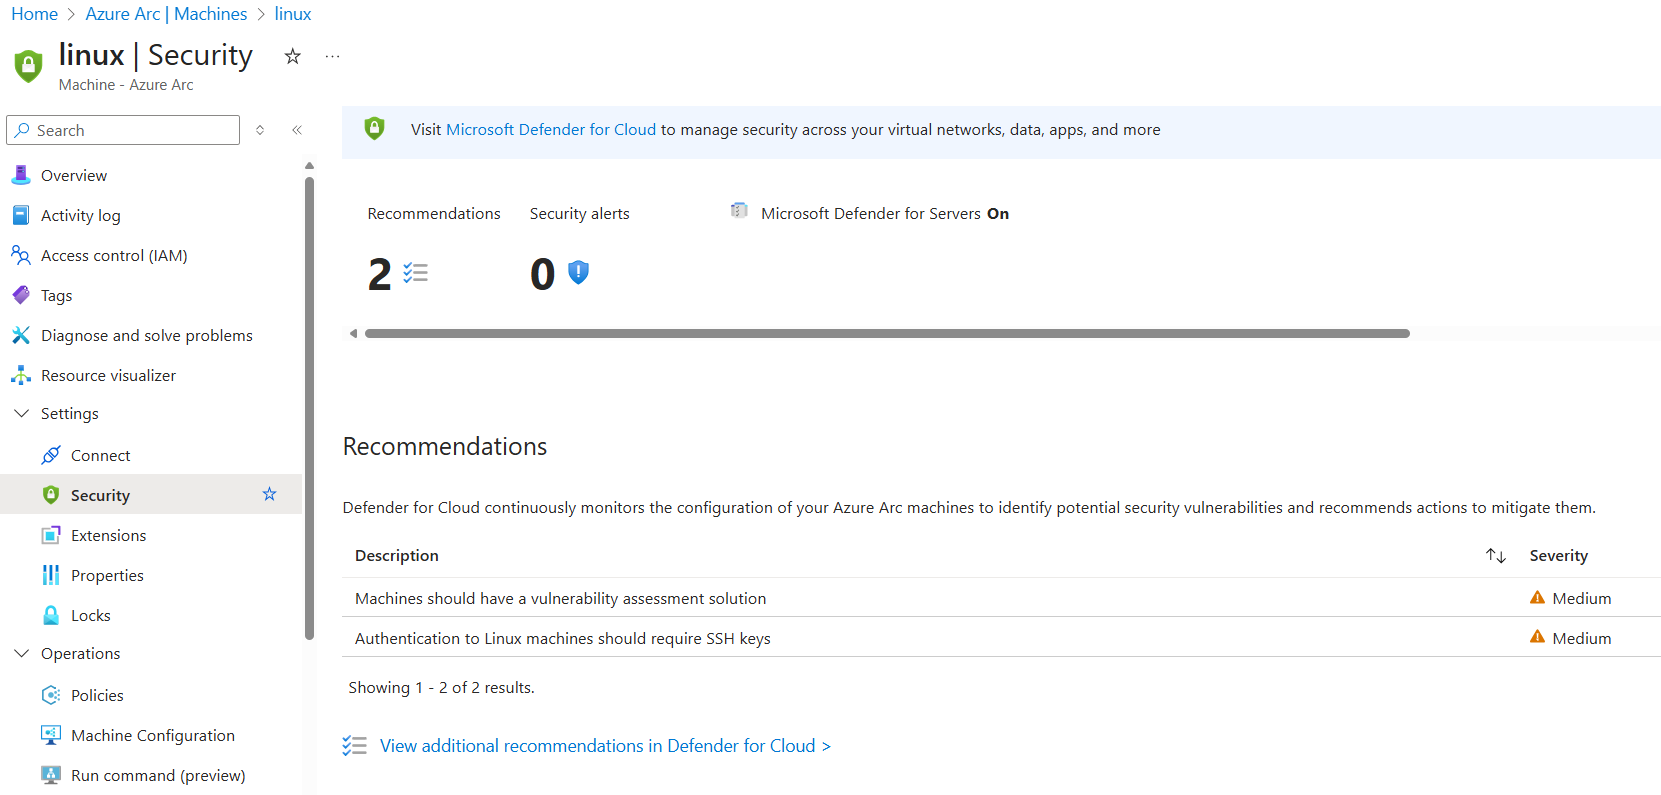 Home > Azure Arc | Machines > linux
linux | Security
Machine - Azure Arc
Search
Overview
Activity log
Access control (IAM)
Tags
Diagnose and solve problems
Resource visualizer
Settings
Connect
Security
Extensions
Properties
Locks
Operations
Policies
Machine Configuration
Run command (preview)
Visit Microsoft Defender for Cloud to manage security across your virtual networks, data, apps, and more
Recommendations
2
Security alerts
0
Microsoft Defender for Servers On
Recommendations
Defender for Cloud continuously monitors the configuration of your Azure Arc machines to identify potential security vulnerabilities and recommends actions to mitigate them.
Description ↑↓ Severity
Machines should have a vulnerability assessment solution Medium
Authentication to Linux machines should require SSH keys Medium
Showing 1 - 2 of 2 results.
View additional recommendations in Defender for Cloud >